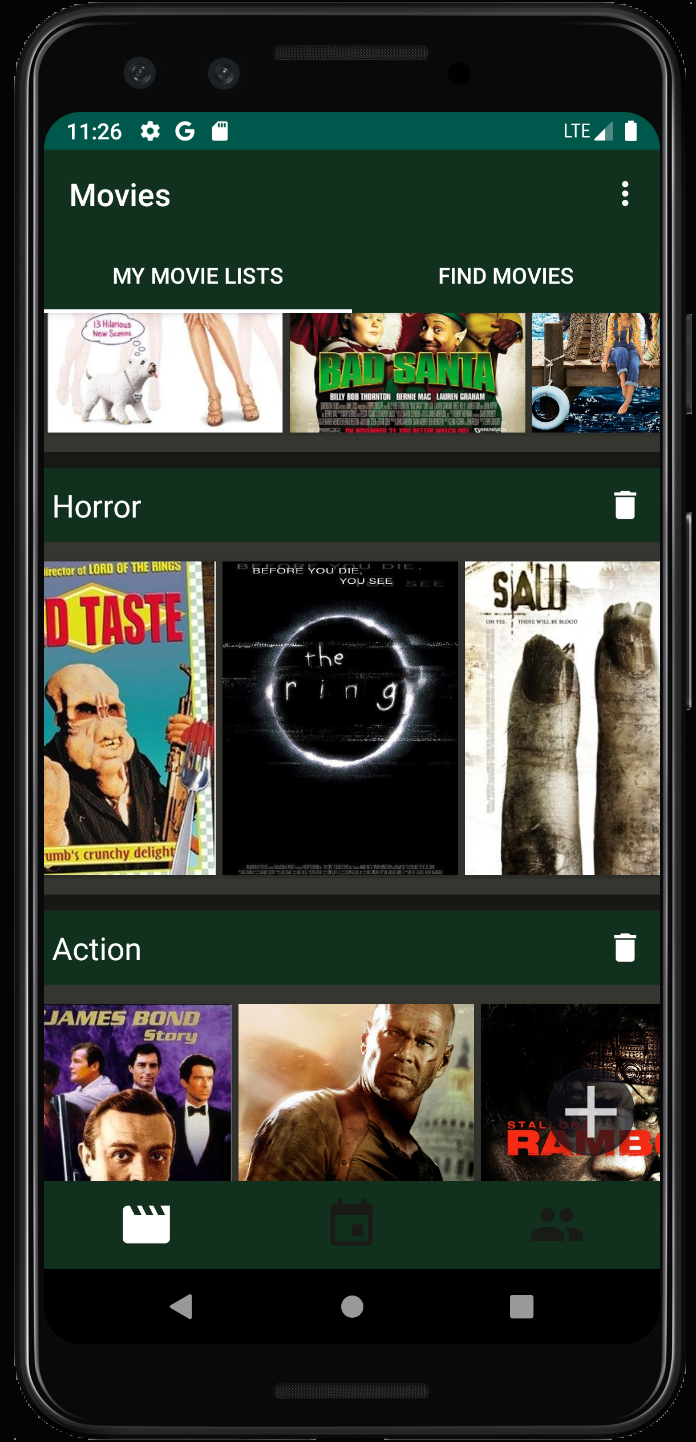 11:26
LTE
Movies
MY MOVIE LISTS
FIND MOVIES
13 Hilarious
New Scenes
BAD SANTA
BILLY BOB THORNTON BERNIE MAC LAUREN GRAHAM
Horror
Director of LORD OF THE RINGS
D TASTE
umb's crunchy delight
BEFORE YOU DIE,
YOU SEE
the
ring
SAW
OH YES, THERE WILL BE BLOOD
Action
JAMES BOND
Story
STALLO
RAMBO